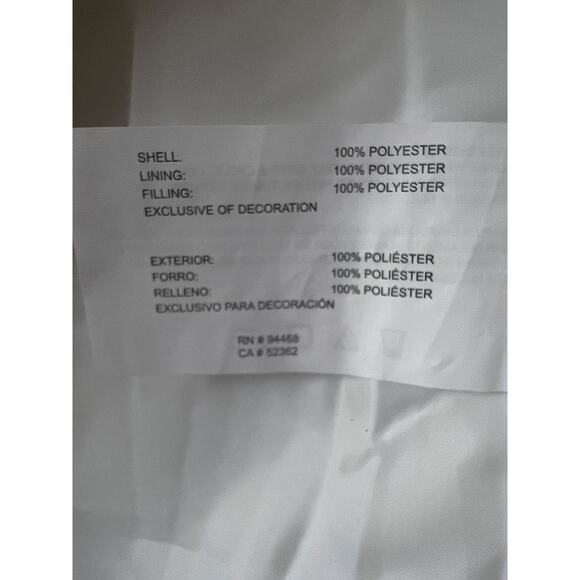 SHELL. 100% POLYESTER
LINING: 100% POLYESTER
FILLING: 100% POLYESTER
EXCLUSIVE OF DECORATION
EXTERIOR: 100% POLIÉSTER
FORRO: 100% POLIÉSTER
RELLENO: 100% POLIÉSTER
EXCLUSIVO PARA DECORACIÓN
RN # 94468
CA # 52362